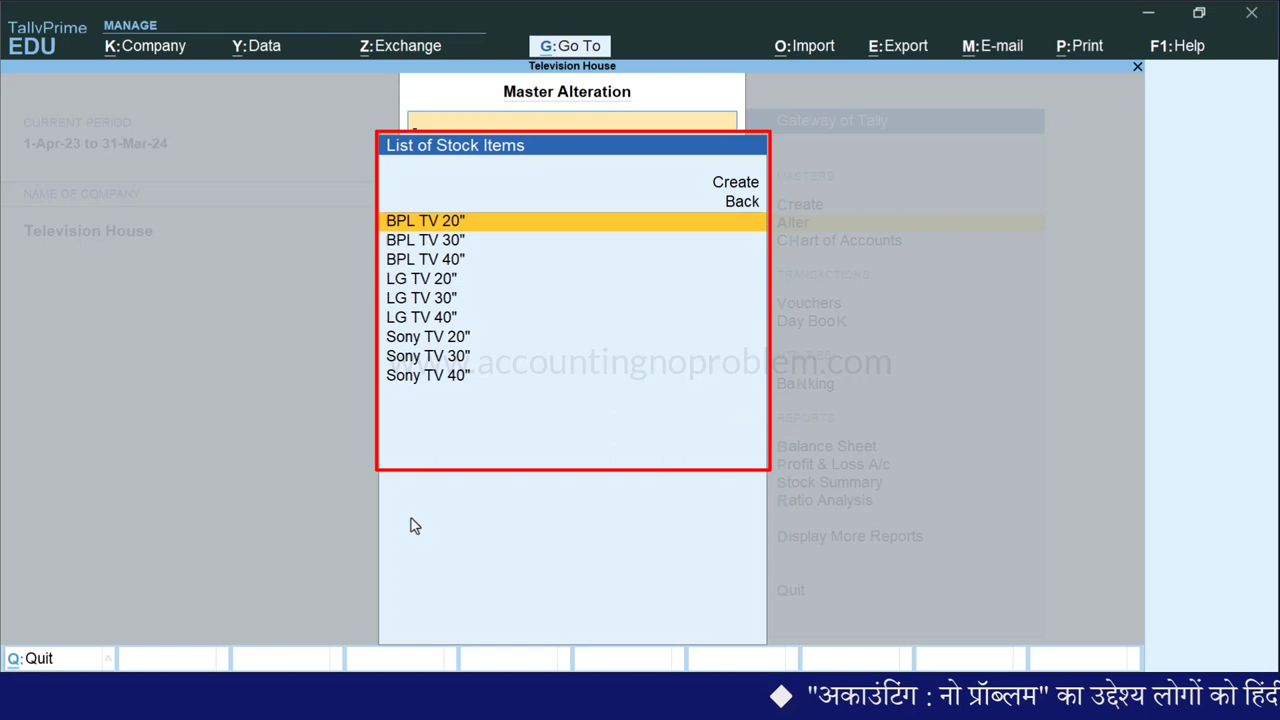 TallyPrime
EDU
MANAGE
K:Company
Y:Data
Z:Exchange
G:Go To
O:Import
E:Export
M:E-mail
P:Print
F1:Help
Television House
Master Alteration
CURRENT PERIOD
1-Apr-23 to 31-Mar-24
NAME OF COMPANY
Television House
List of Stock Items
Create
Back
BPL TV 20"
BPL TV 30"
BPL TV 40"
LG TV 20"
LG TV 30"
LG TV 40"
Sony TV 20"
Sony TV 30"
Sony TV 40"
www.accountingnoproblem.com
Gateway of Tally
MASTERS
Create
Alter
CHart of Accounts
TRANSACTIONS
Vouchers
Day BooK
BaNking
REPORTS
Balance Sheet
Profit & Loss A/c
Stock Summary
Ratio Analysis
Display More Reports
Quit
Q:Quit
"अकाउंटिंग : नो प्रॉब्लम" का उद्देश्य लोगों को हिंदी